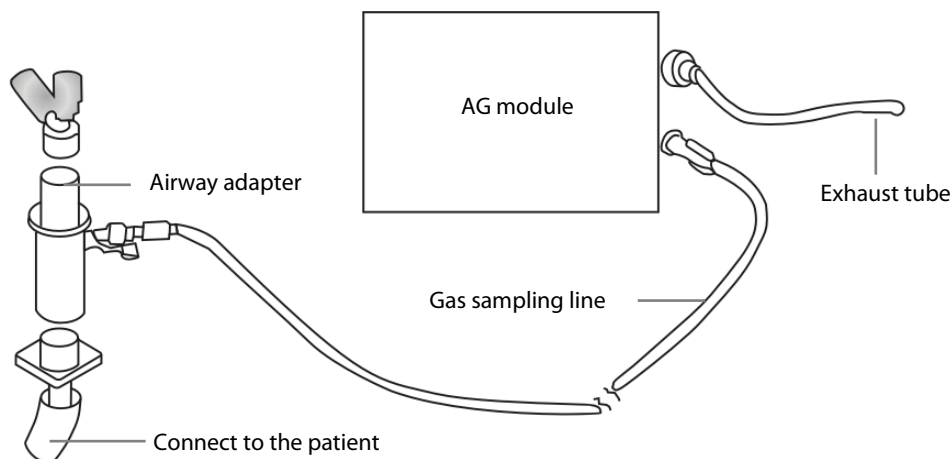 AG module
Airway adapter
Exhaust tube
Gas sampling line
Connect to the patient